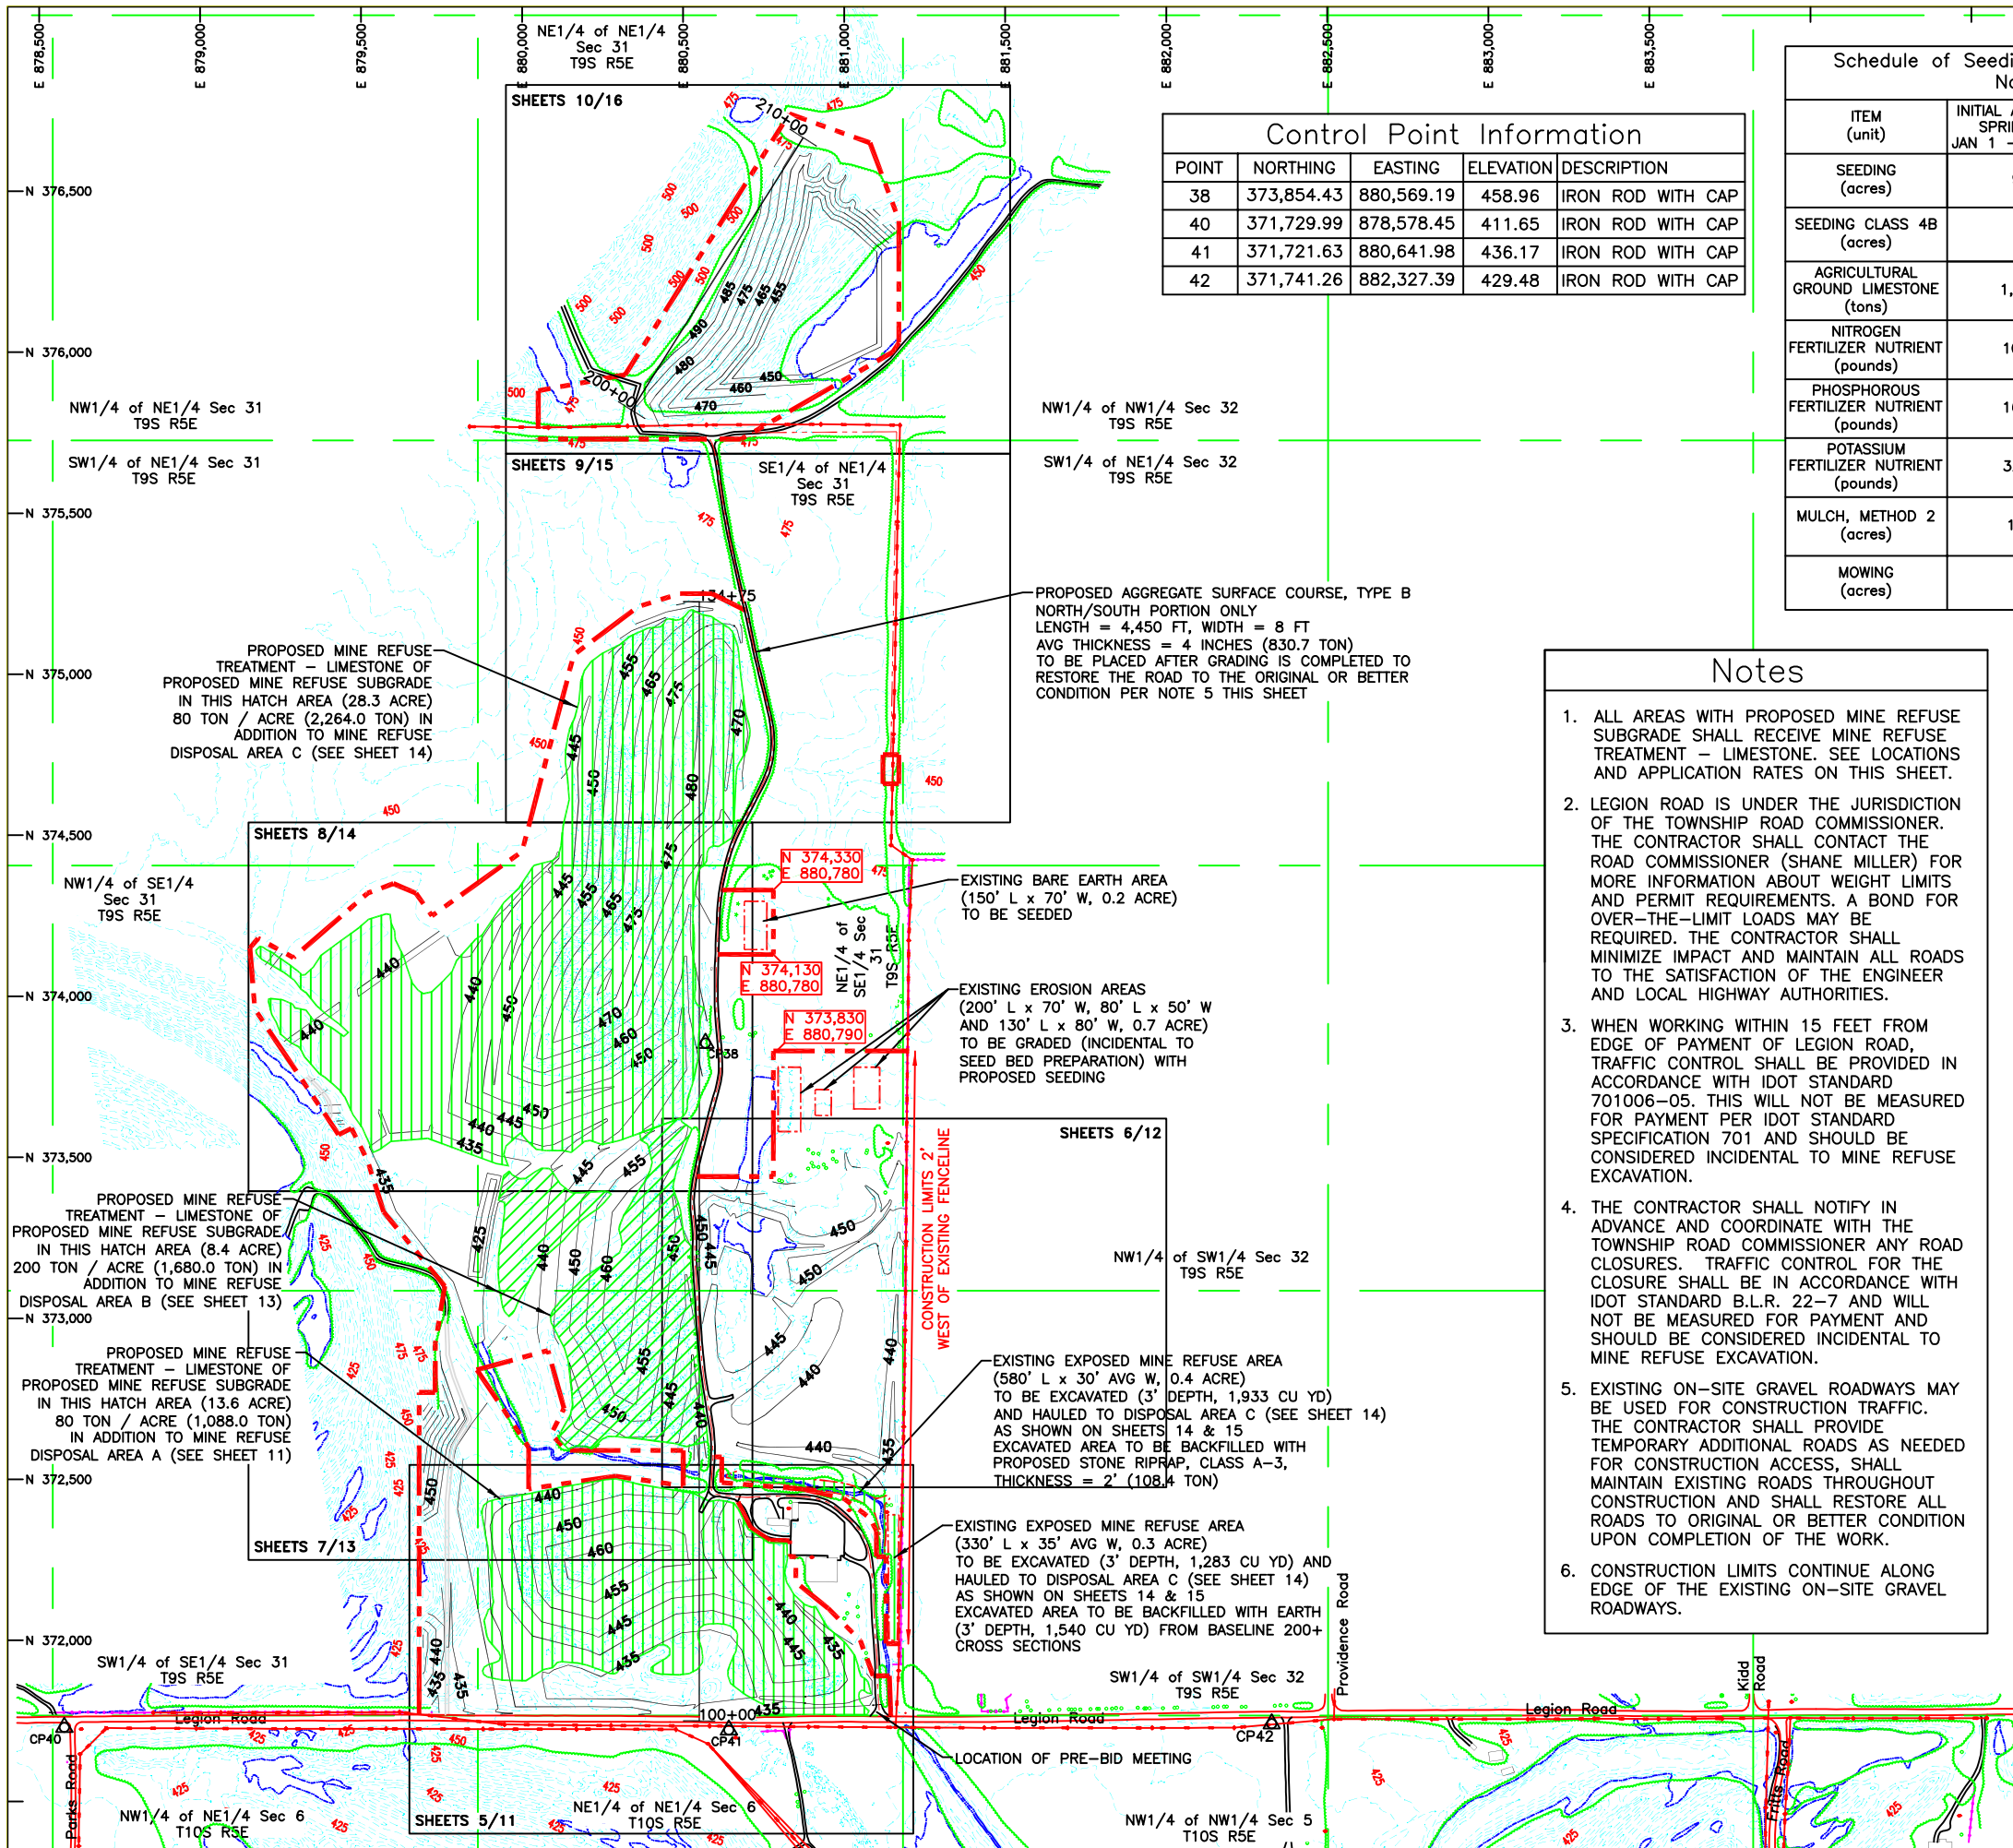 E 878,500
E 879,000
E 879,500
E 880,000
E 880,500
E 881,000
E 881,500
E 882,000
E 882,500
E 883,000
E 883,500
NE1/4 of NE1/4
Sec 31
T9S R5E
SHEETS 10/16
210+00
N 376,500
N 376,000
N 375,500
N 375,000
N 374,500
N 374,000
N 373,500
N 373,000
N 372,500
N 372,000
Control Point Information
POINT NORTHING EASTING ELEVATION DESCRIPTION
38 373,854.43 880,569.19 458.96 IRON ROD WITH CAP
40 371,729.99 878,578.45 411.65 IRON ROD WITH CAP
41 371,721.63 880,641.98 436.17 IRON ROD WITH CAP
42 371,741.26 882,327.39 429.48 IRON ROD WITH CAP
Schedule of
ITEM
(unit)
INITIAL
JAN 1 -
SEEDING
(acres)
SEEDING CLASS 4B
(acres)
AGRICULTURAL
GROUND LIMESTONE
(tons)
NITROGEN
FERTILIZER NUTRIENT
(pounds)
PHOSPHOROUS
FERTILIZER NUTRIENT
(pounds)
POTASSIUM
FERTILIZER NUTRIENT
(pounds)
MULCH, METHOD 2
(acres)
MOWING
(acres)
500
475
485
475
465
455
490
480
470
460
450
200+00
NW1/4 of NE1/4 Sec 31
T9S R5E
SW1/4 of NE1/4 Sec 31
T9S R5E
NW1/4 of NW1/4 Sec 32
T9S R5E
SW1/4 of NE1/4 Sec 32
T9S R5E
SHEETS 9/15
SE1/4 of NE1/4
Sec 31
T9S R5E
PROPOSED AGGREGATE SURFACE COURSE, TYPE B
NORTH/SOUTH PORTION ONLY
LENGTH = 4,450 FT, WIDTH = 8 FT
AVG THICKNESS = 4 INCHES (830.7 TON)
TO BE PLACED AFTER GRADING IS COMPLETED TO
RESTORE THE ROAD TO THE ORIGINAL OR BETTER
CONDITION PER NOTE 5 THIS SHEET
PROPOSED MINE REFUSE
TREATMENT – LIMESTONE OF
PROPOSED MINE REFUSE SUBGRADE
IN THIS HATCH AREA (28.3 ACRE)
80 TON / ACRE (2,264.0 TON) IN
ADDITION TO MINE REFUSE
DISPOSAL AREA C (SEE SHEET 14)
SHEETS 8/14
NW1/4 of SE1/4
Sec 31
T9S R5E
N 374,330
E 880,780
EXISTING BARE EARTH AREA
(150' L x 70' W, 0.2 ACRE)
TO BE SEEDED
NE1/4 of
SE1/4 Sec
31
T9S R5E
N 374,130
E 880,780
N 373,830
E 880,790
CP38
EXISTING EROSION AREAS
(200' L x 70' W, 80' L x 50' W
AND 130' L x 80' W, 0.7 ACRE)
TO BE GRADED (INCIDENTAL TO
SEED BED PREPARATION) WITH
PROPOSED SEEDING
SHEETS 6/12
CONSTRUCTION LIMITS 2'
WEST OF EXISTING FENCELINE
PROPOSED MINE REFUSE
TREATMENT – LIMESTONE OF
PROPOSED MINE REFUSE SUBGRADE
IN THIS HATCH AREA (8.4 ACRE)
200 TON / ACRE (1,680.0 TON) IN
ADDITION TO MINE REFUSE
DISPOSAL AREA B (SEE SHEET 13)
NW1/4 of SW1/4 Sec 32
T9S R5E
PROPOSED MINE REFUSE
TREATMENT – LIMESTONE OF
PROPOSED MINE REFUSE SUBGRADE
IN THIS HATCH AREA (13.6 ACRE)
80 TON / ACRE (1,088.0 TON)
IN ADDITION TO MINE REFUSE
DISPOSAL AREA A (SEE SHEET 11)
EXISTING EXPOSED MINE REFUSE AREA
(580' L x 30' AVG W, 0.4 ACRE)
TO BE EXCAVATED (3' DEPTH, 1,933 CU YD)
AND HAULED TO DISPOSAL AREA C (SEE SHEET 14)
AS SHOWN ON SHEETS 14 & 15
EXCAVATED AREA TO BE BACKFILLED WITH
PROPOSED STONE RIPRAP, CLASS A–3,
THICKNESS = 2' (108.4 TON)
SHEETS 7/13
EXISTING EXPOSED MINE REFUSE AREA
(330' L x 35' AVG W, 0.3 ACRE)
TO BE EXCAVATED (3' DEPTH, 1,283 CU YD) AND
HAULED TO DISPOSAL AREA C (SEE SHEET 14)
AS SHOWN ON SHEETS 14 & 15
EXCAVATED AREA TO BE BACKFILLED WITH EARTH
(3' DEPTH, 1,540 CU YD) FROM BASELINE 200+
CROSS SECTIONS
SW1/4 of SE1/4 Sec 31
T9S R5E
SW1/4 of SW1/4 Sec 32
T9S R5E
Providence Road
Kidd
Road
Legion Road
Legion Road
Legion Road
100+00
CP40
CP41
CP42
LOCATION OF PRE–BID MEETING
Parks Road
Fritts Road
NW1/4 of NE1/4 Sec 6
T10S R5E
SHEETS 5/11
NE1/4 of NE1/4 Sec 6
T10S R5E
NW1/4 of NW1/4 Sec 5
T10S R5E
Notes
1. ALL AREAS WITH PROPOSED MINE REFUSE
SUBGRADE SHALL RECEIVE MINE REFUSE
TREATMENT – LIMESTONE. SEE LOCATIONS
AND APPLICATION RATES ON THIS SHEET.
2. LEGION ROAD IS UNDER THE JURISDICTION
OF THE TOWNSHIP ROAD COMMISSIONER.
THE CONTRACTOR SHALL CONTACT THE
ROAD COMMISSIONER (SHANE MILLER) FOR
MORE INFORMATION ABOUT WEIGHT LIMITS
AND PERMIT REQUIREMENTS. A BOND FOR
OVER–THE–LIMIT LOADS MAY BE
REQUIRED. THE CONTRACTOR SHALL
MINIMIZE IMPACT AND MAINTAIN ALL ROADS
TO THE SATISFACTION OF THE ENGINEER
AND LOCAL HIGHWAY AUTHORITIES.
3. WHEN WORKING WITHIN 15 FEET FROM
EDGE OF PAYMENT OF LEGION ROAD,
TRAFFIC CONTROL SHALL BE PROVIDED IN
ACCORDANCE WITH IDOT STANDARD
701006–05. THIS WILL NOT BE MEASURED
FOR PAYMENT PER IDOT STANDARD
SPECIFICATION 701 AND SHOULD BE
CONSIDERED INCIDENTAL TO MINE REFUSE
EXCAVATION.
4. THE CONTRACTOR SHALL NOTIFY IN
ADVANCE AND COORDINATE WITH THE
TOWNSHIP ROAD COMMISSIONER ANY ROAD
CLOSURES. TRAFFIC CONTROL FOR THE
CLOSURE SHALL BE IN ACCORDANCE WITH
IDOT STANDARD B.L.R. 22–7 AND WILL
NOT BE MEASURED FOR PAYMENT AND
SHOULD BE CONSIDERED INCIDENTAL TO
MINE REFUSE EXCAVATION.
5. EXISTING ON–SITE GRAVEL ROADWAYS MAY
BE USED FOR CONSTRUCTION TRAFFIC.
THE CONTRACTOR SHALL PROVIDE
TEMPORARY ADDITIONAL ROADS AS NEEDED
FOR CONSTRUCTION ACCESS, SHALL
MAINTAIN EXISTING ROADS THROUGHOUT
CONSTRUCTION AND SHALL RESTORE ALL
ROADS TO ORIGINAL OR BETTER CONDITION
UPON COMPLETION OF THE WORK.
6. CONSTRUCTION LIMITS CONTINUE ALONG
EDGE OF THE EXISTING ON–SITE GRAVEL
ROADWAYS.